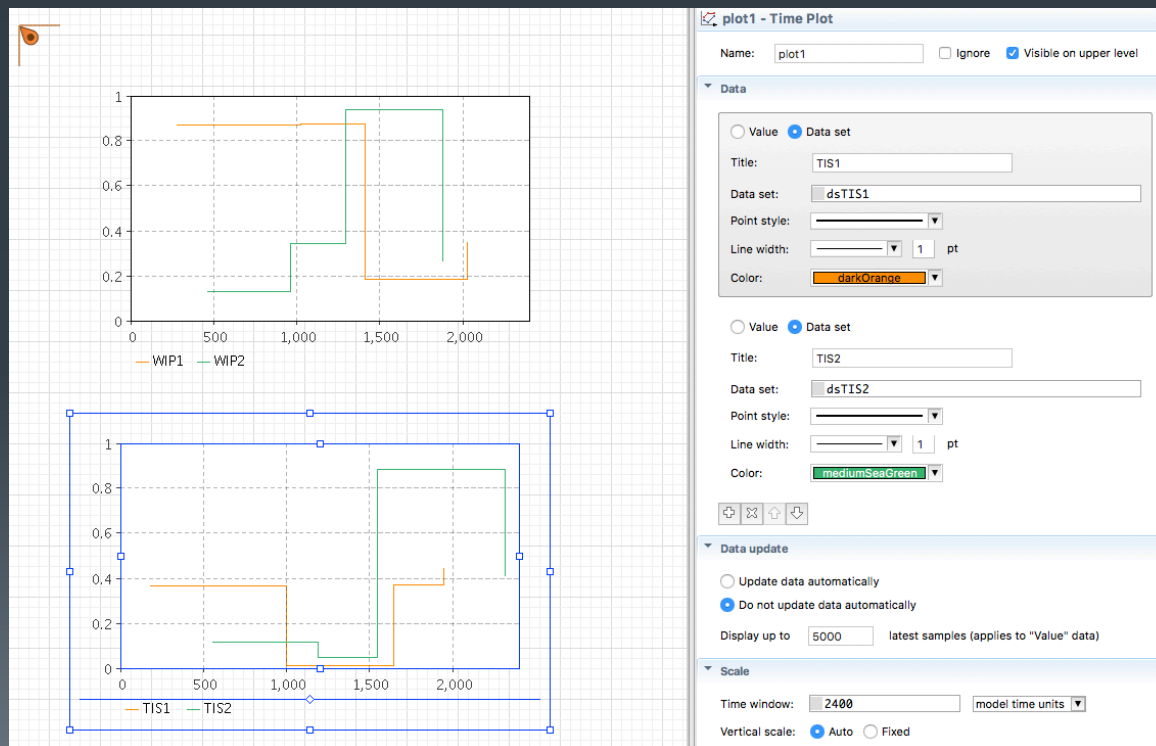 1
0.8
0.6
0.4
0.2
0
0 500 1,000 1,500 2,000
WIP1 WIP2
1
0.8
0.6
0.4
0.2
0
0 500 1,000 1,500 2,000
TIS1 TIS2
plot1 - Time Plot
Name: plot1 Ignore Visible on upper level
Data
Value Data set
Title: TIS1
Data set: dsTIS1
Point style:
Line width: 1 pt
Color: darkOrange
Value Data set
Title: TIS2
Data set: dsTIS2
Point style:
Line width: 1 pt
Color: mediumSeaGreen
Data update
Update data automatically
Do not update data automatically
Display up to 5000 latest samples (applies to "Value" data)
Scale
Time window: 2400 model time units
Vertical scale: Auto Fixed